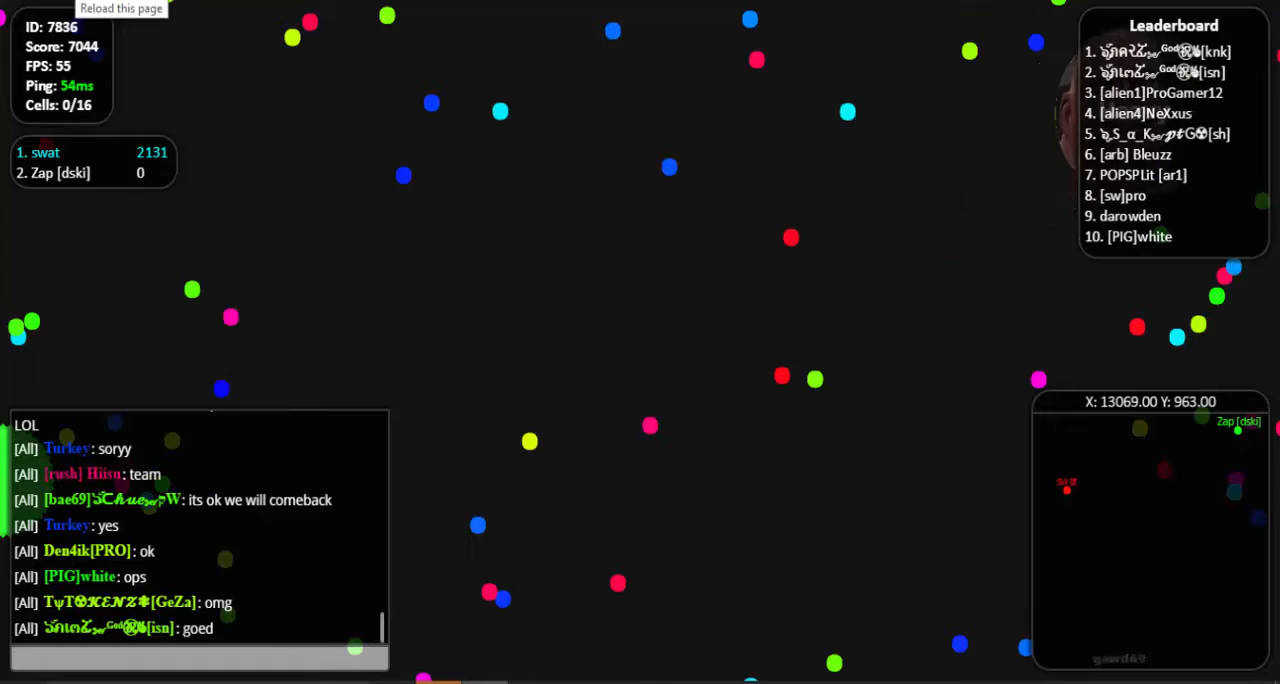 Reload this page
ID: 7836
Score: 7044
FPS: 55
Ping: 54ms
Cells: 0/16
1. swat 2131
2. Zap [dski] 0
Leaderboard
1. [knk]
2. [isn]
3. [alien1]ProGamer12
4. [alien4]NeXxus
5. [sh]
6. [arb] Bleuzz
7. POPSPLit [ar1]
8. [sw]pro
9. darowden
10. [PIG]white
LOL
[All] Turkey: soryy
[All] [rush] Hiisu: team
[All] [bae69] : its ok we will comeback
[All] Turkey: yes
[All] Den4ik[PRO]: ok
[All] [PIG]white: ops
[All] TψT☢𝓚𝓔𝓝𝓩[GeZa]: omg
[All] [isn]: goed
X: 13069.00 Y: 963.00
Zap [dski]
swat